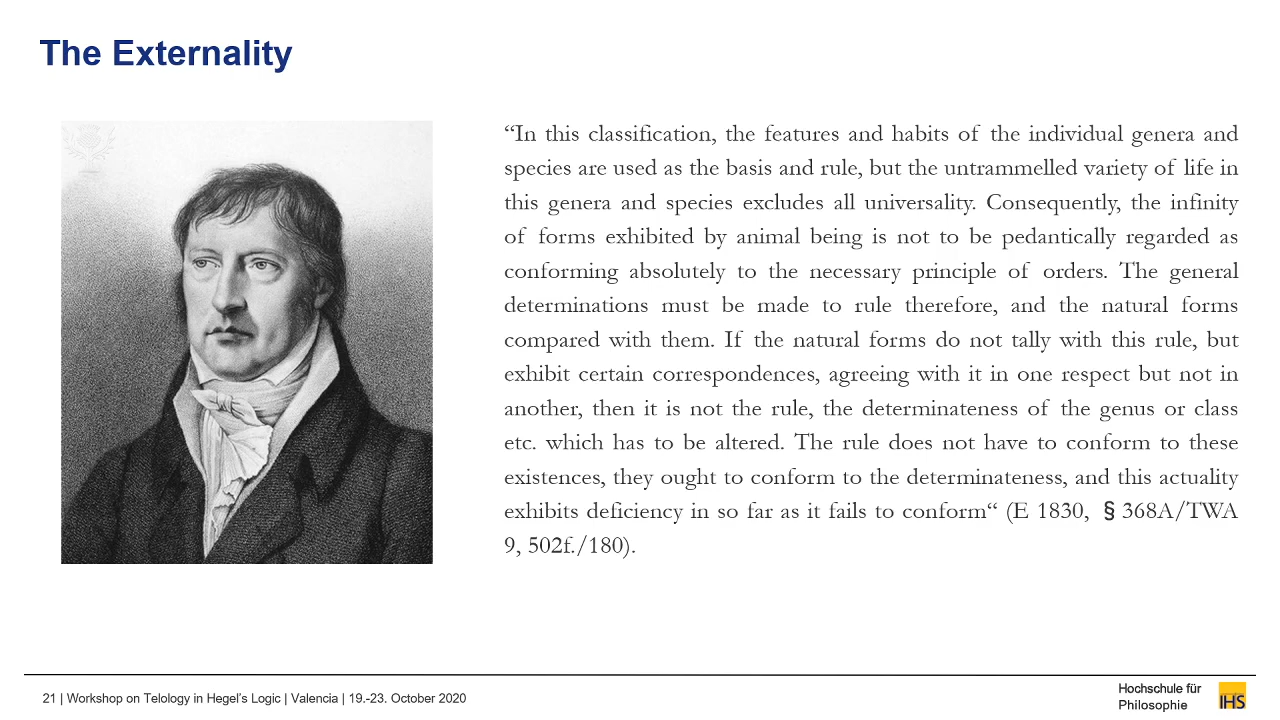 The Externality
“In this classification, the features and habits of the individual genera and
species are used as the basis and rule, but the untrammelled variety of life in
this genera and species excludes all universality. Consequently, the infinity
of forms exhibited by animal being is not to be pedantically regarded as
conforming absolutely to the necessary principle of orders. The general
determinations must be made to rule therefore, and the natural forms
compared with them. If the natural forms do not tally with this rule, but
exhibit certain correspondences, agreeing with it in one respect but not in
another, then it is not the rule, the determinateness of the genus or class
etc. which has to be altered. The rule does not have to conform to these
existences, they ought to conform to the determinateness, and this actuality
exhibits deficiency in so far as it fails to conform“ (E 1830, § 368A/TWA
9, 502f./180).
21 | Workshop on Telology in Hegel’s Logic | Valencia | 19.-23. October 2020
Hochschule für
Philosophie
IHS